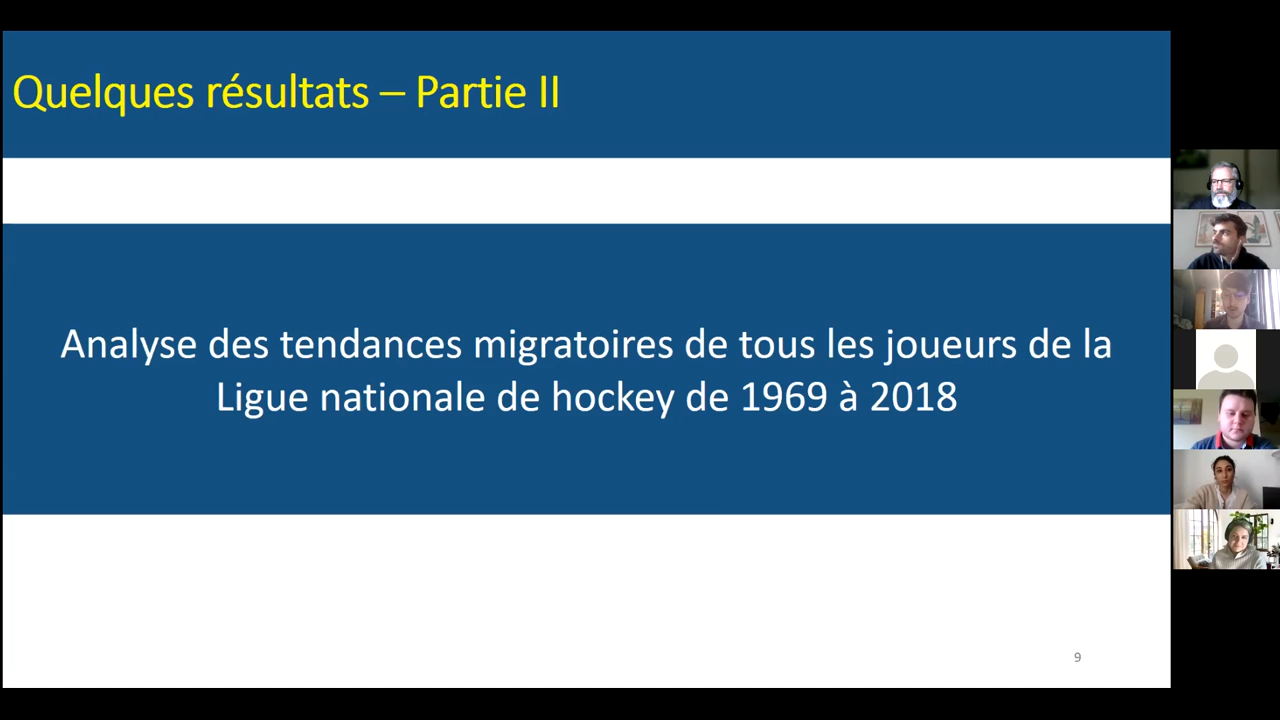 Quelques résultats – Partie II
Analyse des tendances migratoires de tous les joueurs de la
Ligue nationale de hockey de 1969 à 2018
9